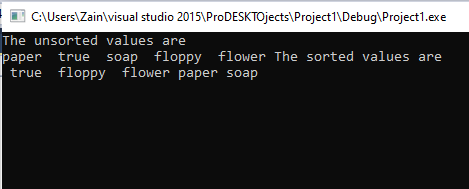 C:\Users\Zain\visual studio 2015\ProDESKTOjects\Project1\Debug\Project1.exe
The unsorted values are
paper  true  soap  floppy  flower The sorted values are
 true  floppy  flower paper soap